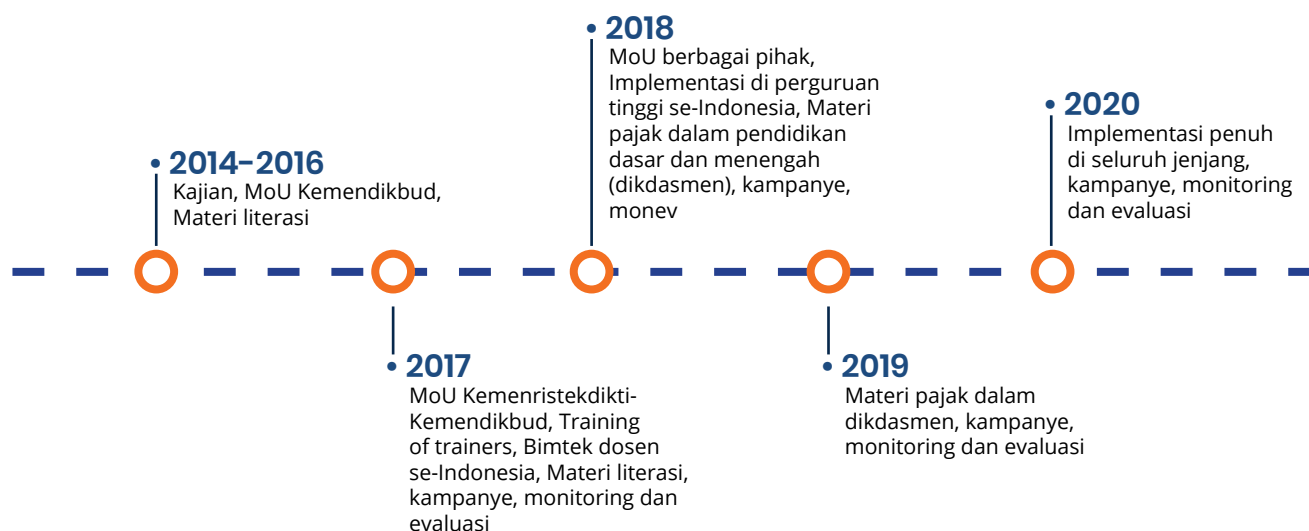 2014-2016
Kajian, MoU Kemendikbud,
Materi literasi
2017
MoU Kemenristekdikti-
Kemendikbud, Training
of trainers, Bimtek dosen
se-Indonesia, Materi literasi,
kampanye, monitoring dan
evaluasi
2018
MoU berbagai pihak,
Implementasi di perguruan
tinggi se-Indonesia, Materi
pajak dalam pendidikan
dasar dan menengah
(dikdasmen), kampanye,
monev
2019
Materi pajak dalam
dikdasmen, kampanye,
monitoring dan evaluasi
2020
Implementasi penuh
di seluruh jenjang,
kampanye, monitoring
dan evaluasi